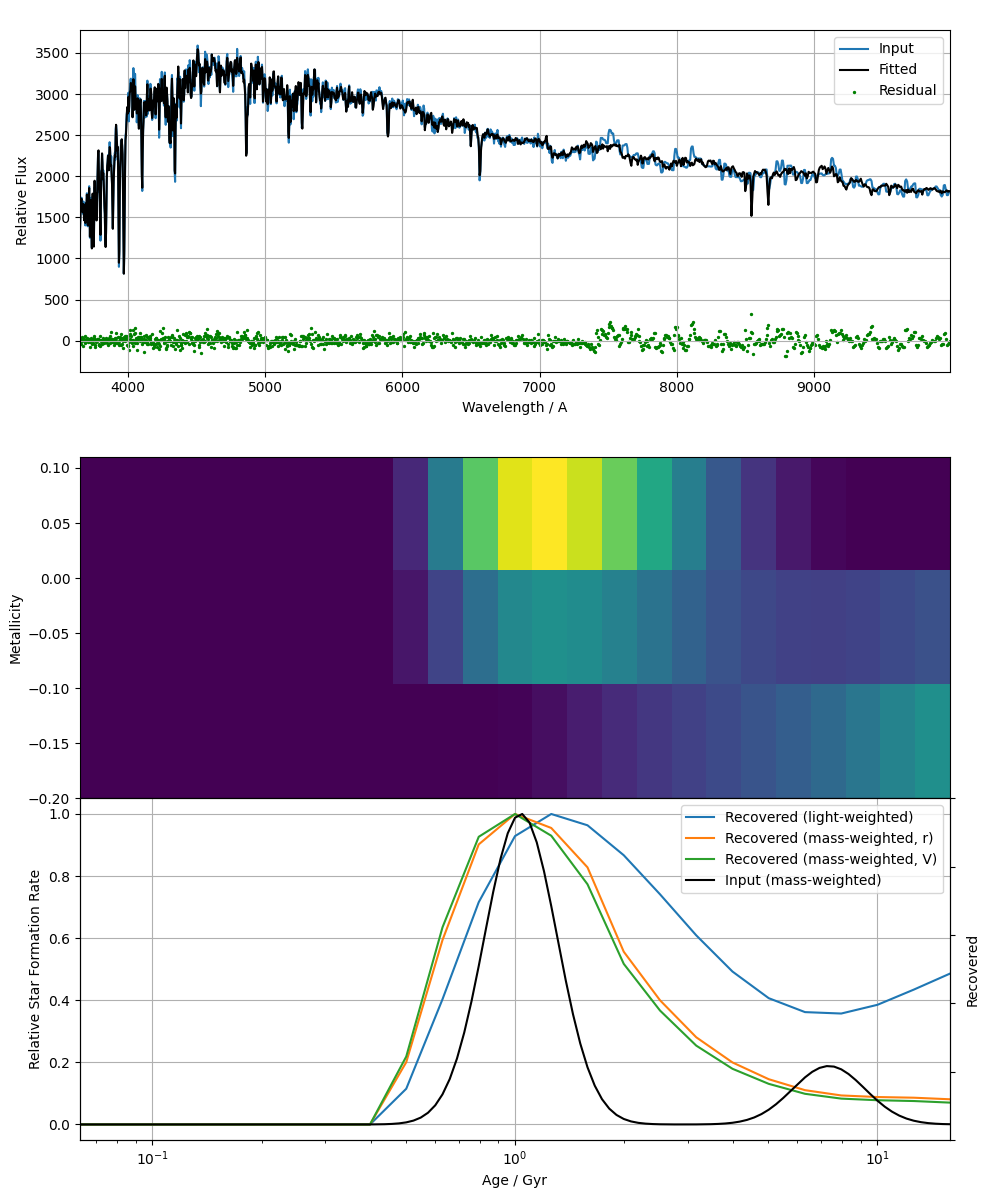 3500
3000
2500
2000
1500
1000
500
0
Relative Flux
Input
Fitted
Residual
4000
5000
6000
7000
8000
9000
Wavelength / A
0.10
0.05
0.00
−0.05
−0.10
−0.15
−0.20
Metallicity
1.0
0.8
0.6
0.4
0.2
0.0
Relative Star Formation Rate
Recovered (light-weighted)
Recovered (mass-weighted, r)
Recovered (mass-weighted, V)
Input (mass-weighted)
Recovered
10⁻¹
10⁰
10¹
Age / Gyr